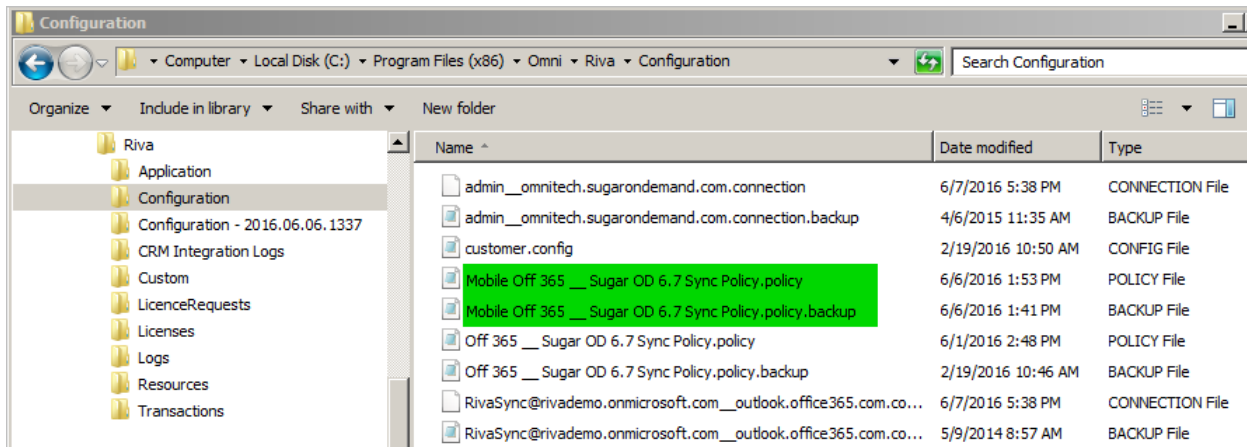 Configuration
Computer Local Disk (C:) Program Files (x86) Omni Riva Configuration Search Configuration
Organize Include in library Share with New folder
Riva
Application
Configuration
Configuration - 2016.06.06.1337
CRM Integration Logs
Custom
LicenceRequests
Licenses
Logs
Resources
Transactions
Name Date modified Type
admin__omnitech.sugarondemand.com.connection 6/7/2016 5:38 PM CONNECTION File
admin__omnitech.sugarondemand.com.connection.backup 4/6/2015 11:35 AM BACKUP File
customer.config 2/19/2016 10:50 AM CONFIG File
Mobile Off 365 __ Sugar OD 6.7 Sync Policy.policy 6/6/2016 1:53 PM POLICY File
Mobile Off 365 __ Sugar OD 6.7 Sync Policy.policy.backup 6/6/2016 1:41 PM BACKUP File
Off 365 __ Sugar OD 6.7 Sync Policy.policy 6/1/2016 2:48 PM POLICY File
Off 365 __ Sugar OD 6.7 Sync Policy.policy.backup 2/19/2016 10:46 AM BACKUP File
RivaSync@rivademo.onmicrosoft.com__outlook.office365.com.co... 6/7/2016 5:38 PM CONNECTION File
RivaSync@rivademo.onmicrosoft.com__outlook.office365.com.co... 5/9/2014 8:57 AM BACKUP File